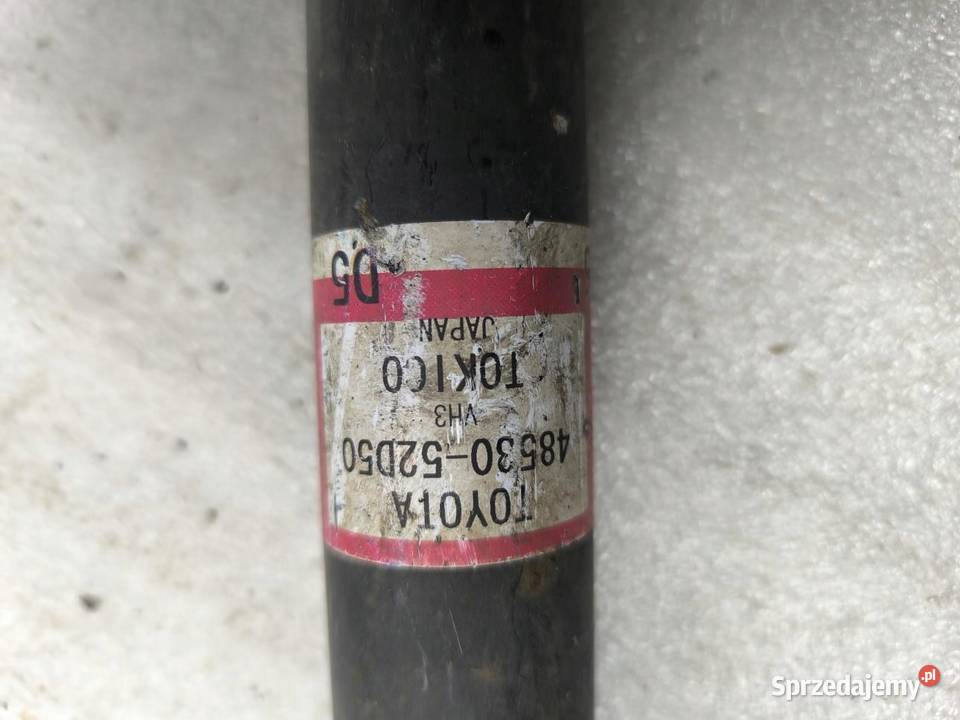 TOYOTA
48530-52D50
VH3
TOKICO
JAPAN
D5
Sprzedajemy.pl